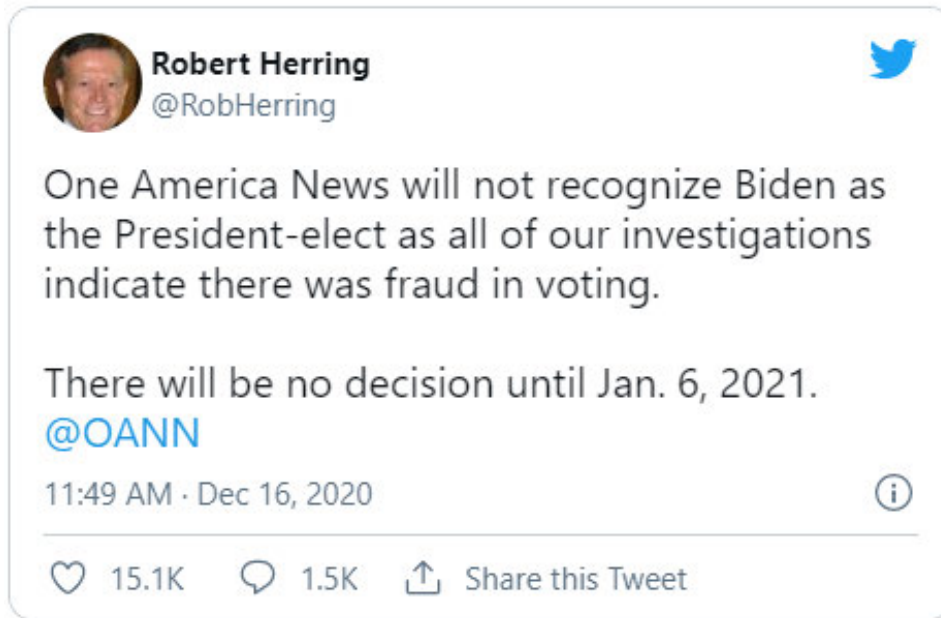 Robert Herring
@RobHerring
One America News will not recognize Biden as
the President-elect as all of our investigations
indicate there was fraud in voting.
There will be no decision until Jan. 6, 2021.
@OANN
11:49 AM · Dec 16, 2020
15.1K 1.5K Share this Tweet